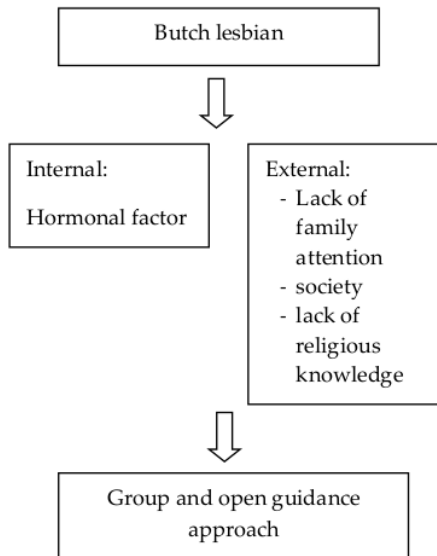 Butch lesbian
Internal:
Hormonal factor
External:
- Lack of
family
attention
- society
- lack of
religious
knowledge
Group and open guidance
approach